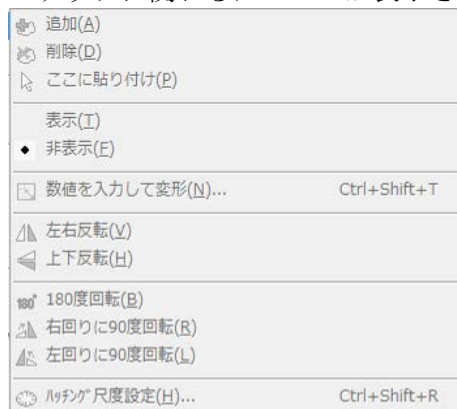 追加(A)
削除(D)
ここに貼り付け(P)
表示(T)
非表示(F)
数値を入力して変形(N)... Ctrl+Shift+T
左右反転(V)
上下反転(H)
180° 180度回転(B)
右回りに90度回転(R)
左回りに90度回転(L)
ﾊｯﾁﾝｸﾞ尺度設定(H)... Ctrl+Shift+R